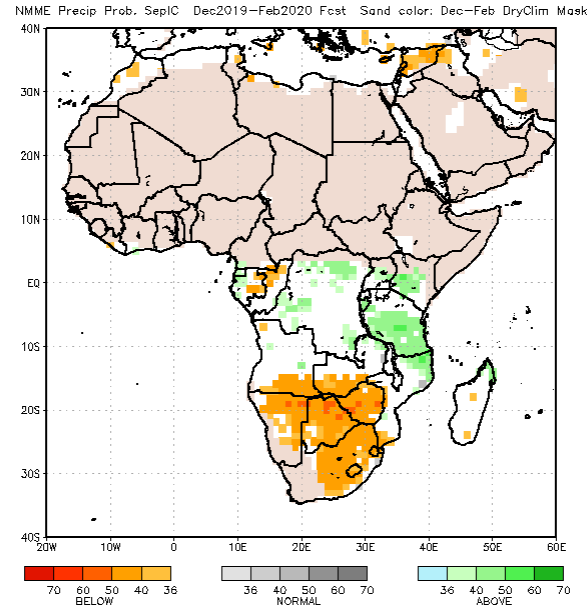 NMME Precip Prob, SepIC Dec2019-Feb2020 Fcst Sand color: Dec-Feb DryClim Mask
40N
30N
20N
10N
EQ
10S
20S
30S
40S
20W 10W 0 10E 20E 30E 40E 50E 60E
70 60 50 40 36 36 40 50 60 70 36 40 50 60 70
BELOW NORMAL ABOVE